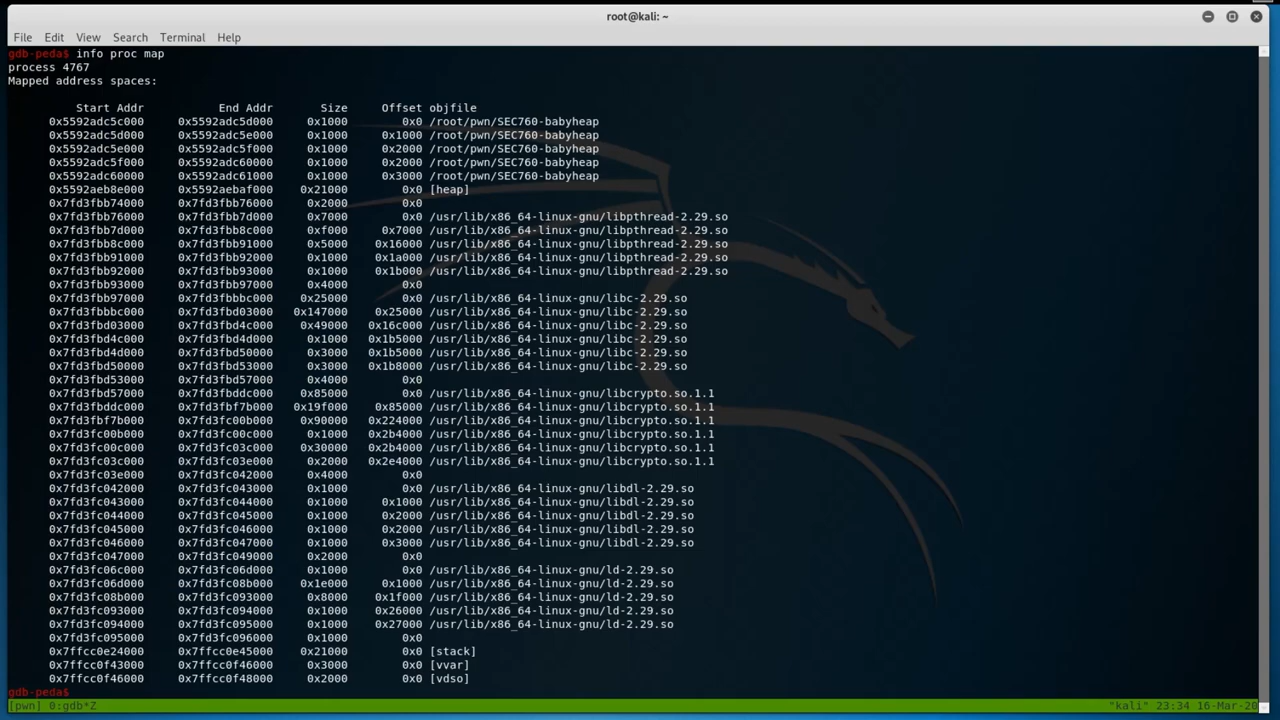 root@kali: ~
File Edit View Search Terminal Help
gdb-peda$ info proc map
process 4767
Mapped address spaces:
Start Addr End Addr Size Offset objfile
0x5592adc5c000 0x5592adc5d000 0x1000 0x0 /root/pwn/SEC760-babyheap
0x5592adc5d000 0x5592adc5e000 0x1000 0x1000 /root/pwn/SEC760-babyheap
0x5592adc5e000 0x5592adc5f000 0x1000 0x2000 /root/pwn/SEC760-babyheap
0x5592adc5f000 0x5592adc60000 0x1000 0x2000 /root/pwn/SEC760-babyheap
0x5592adc60000 0x5592adc61000 0x1000 0x3000 /root/pwn/SEC760-babyheap
0x5592aeb8e000 0x5592aebaf000 0x21000 0x0 [heap]
0x7fd3fbb74000 0x7fd3fbb76000 0x2000 0x0
0x7fd3fbb76000 0x7fd3fbb7d000 0x7000 0x0 /usr/lib/x86_64-linux-gnu/libpthread-2.29.so
0x7fd3fbb7d000 0x7fd3fbb8c000 0xf000 0x7000 /usr/lib/x86_64-linux-gnu/libpthread-2.29.so
0x7fd3fbb8c000 0x7fd3fbb91000 0x5000 0x16000 /usr/lib/x86_64-linux-gnu/libpthread-2.29.so
0x7fd3fbb91000 0x7fd3fbb92000 0x1000 0x1a000 /usr/lib/x86_64-linux-gnu/libpthread-2.29.so
0x7fd3fbb92000 0x7fd3fbb93000 0x1000 0x1b000 /usr/lib/x86_64-linux-gnu/libpthread-2.29.so
0x7fd3fbb93000 0x7fd3fbb97000 0x4000 0x0
0x7fd3fbb97000 0x7fd3fbbbc000 0x25000 0x0 /usr/lib/x86_64-linux-gnu/libc-2.29.so
0x7fd3fbbbc000 0x7fd3fbd03000 0x147000 0x25000 /usr/lib/x86_64-linux-gnu/libc-2.29.so
0x7fd3fbd03000 0x7fd3fbd4c000 0x49000 0x16c000 /usr/lib/x86_64-linux-gnu/libc-2.29.so
0x7fd3fbd4c000 0x7fd3fbd4d000 0x1000 0x1b5000 /usr/lib/x86_64-linux-gnu/libc-2.29.so
0x7fd3fbd4d000 0x7fd3fbd50000 0x3000 0x1b5000 /usr/lib/x86_64-linux-gnu/libc-2.29.so
0x7fd3fbd50000 0x7fd3fbd53000 0x3000 0x1b8000 /usr/lib/x86_64-linux-gnu/libc-2.29.so
0x7fd3fbd53000 0x7fd3fbd57000 0x4000 0x0
0x7fd3fbd57000 0x7fd3fbddc000 0x85000 0x0 /usr/lib/x86_64-linux-gnu/libcrypto.so.1.1
0x7fd3fbddc000 0x7fd3fbf7b000 0x19f000 0x85000 /usr/lib/x86_64-linux-gnu/libcrypto.so.1.1
0x7fd3fbf7b000 0x7fd3fc00b000 0x90000 0x224000 /usr/lib/x86_64-linux-gnu/libcrypto.so.1.1
0x7fd3fc00b000 0x7fd3fc00c000 0x1000 0x2b4000 /usr/lib/x86_64-linux-gnu/libcrypto.so.1.1
0x7fd3fc00c000 0x7fd3fc03c000 0x30000 0x2b4000 /usr/lib/x86_64-linux-gnu/libcrypto.so.1.1
0x7fd3fc03c000 0x7fd3fc03e000 0x2000 0x2e4000 /usr/lib/x86_64-linux-gnu/libcrypto.so.1.1
0x7fd3fc03e000 0x7fd3fc042000 0x4000 0x0
0x7fd3fc042000 0x7fd3fc043000 0x1000 0x0 /usr/lib/x86_64-linux-gnu/libdl-2.29.so
0x7fd3fc043000 0x7fd3fc044000 0x1000 0x1000 /usr/lib/x86_64-linux-gnu/libdl-2.29.so
0x7fd3fc044000 0x7fd3fc045000 0x1000 0x2000 /usr/lib/x86_64-linux-gnu/libdl-2.29.so
0x7fd3fc045000 0x7fd3fc046000 0x1000 0x2000 /usr/lib/x86_64-linux-gnu/libdl-2.29.so
0x7fd3fc046000 0x7fd3fc047000 0x1000 0x3000 /usr/lib/x86_64-linux-gnu/libdl-2.29.so
0x7fd3fc047000 0x7fd3fc049000 0x2000 0x0
0x7fd3fc06c000 0x7fd3fc06d000 0x1000 0x0 /usr/lib/x86_64-linux-gnu/ld-2.29.so
0x7fd3fc06d000 0x7fd3fc08b000 0x1e000 0x1000 /usr/lib/x86_64-linux-gnu/ld-2.29.so
0x7fd3fc08b000 0x7fd3fc093000 0x8000 0x1f000 /usr/lib/x86_64-linux-gnu/ld-2.29.so
0x7fd3fc093000 0x7fd3fc094000 0x1000 0x26000 /usr/lib/x86_64-linux-gnu/ld-2.29.so
0x7fd3fc094000 0x7fd3fc095000 0x1000 0x27000 /usr/lib/x86_64-linux-gnu/ld-2.29.so
0x7fd3fc095000 0x7fd3fc096000 0x1000 0x0
0x7ffcc0e24000 0x7ffcc0e45000 0x21000 0x0 [stack]
0x7ffcc0f43000 0x7ffcc0f46000 0x3000 0x0 [vvar]
0x7ffcc0f46000 0x7ffcc0f48000 0x2000 0x0 [vdso]
gdb-peda$
[pwn] 0:gdb*Z "kali" 23:34 16-Mar-20